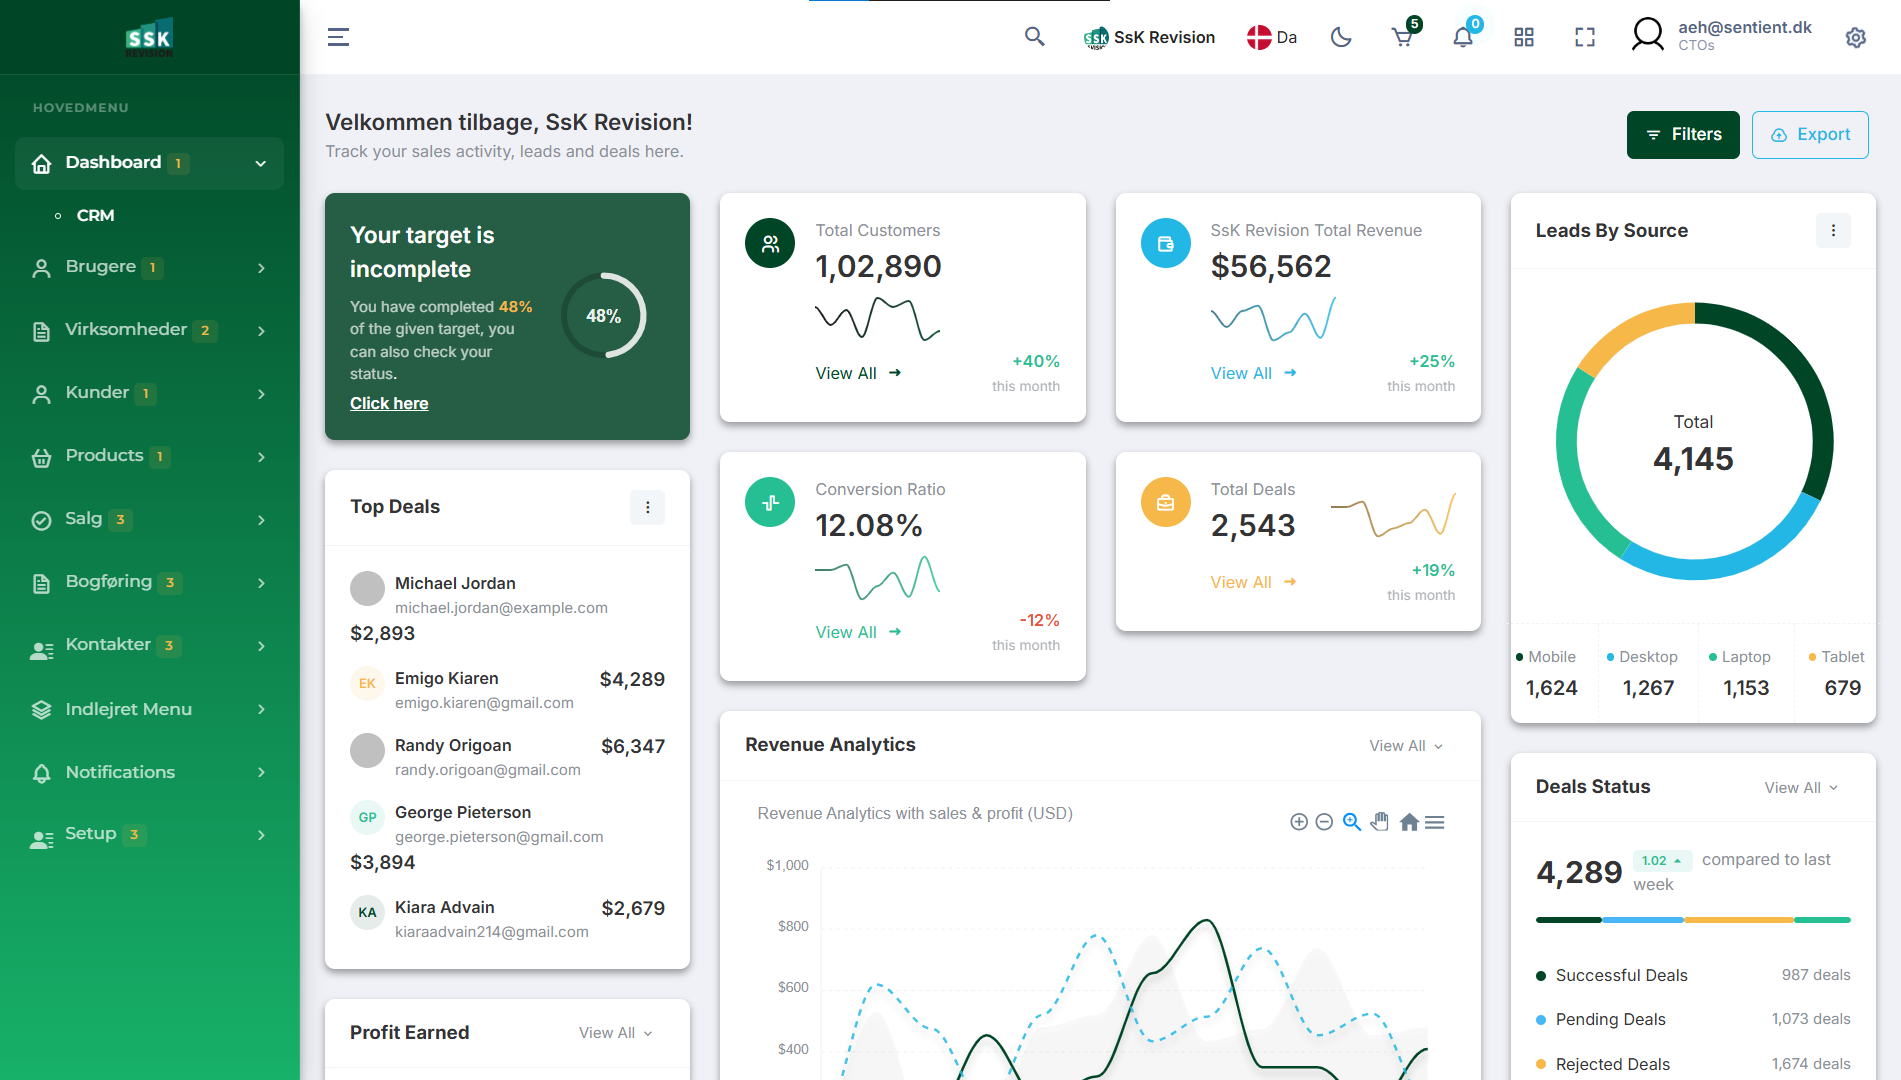 SSK
REVISION
SsK Revision
Da
5
0
aeh@sentient.dk
CTOs
HOVEDMENU
Dashboard 1
CRM
Brugere 1
Virksomheder 2
Kunder 1
Products 1
Salg 3
Bogføring 3
Kontakter 3
Indlejret Menu
Notifications
Setup 3
Velkommen tilbage, SsK Revision!
Track your sales activity, leads and deals here.
Filters
Export
Your target is
incomplete
You have completed 48%
of the given target, you
can also check your
status.
Click here
48%
Total Customers
1,02,890
View All
+40%
this month
SsK Revision Total Revenue
$56,562
View All
+25%
this month
Conversion Ratio
12.08%
View All
-12%
this month
Total Deals
2,543
View All
+19%
this month
Leads By Source
Total
4,145
Mobile
1,624
Desktop
1,267
Laptop
1,153
Tablet
679
Top Deals
Michael Jordan
michael.jordan@example.com
$2,893
EK
Emigo Kiaren
emigo.kiaren@gmail.com
$4,289
Randy Origoan
randy.origoan@gmail.com
$6,347
GP
George Pieterson
george.pieterson@gmail.com
$3,894
KA
Kiara Advain
kiaraadvain214@gmail.com
$2,679
Profit Earned
View All
Revenue Analytics
View All
Revenue Analytics with sales & profit (USD)
$1,000
$800
$600
$400
Deals Status
View All
4,289
1.02
compared to last
week
Successful Deals
987 deals
Pending Deals
1,073 deals
Rejected Deals
1,674 deals